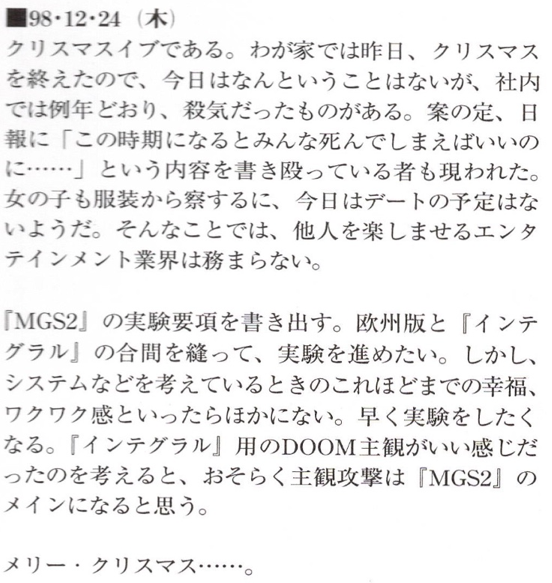 ■98･12･24（木）
クリスマスイブである。わが家では昨日、クリスマス
を終えたので、今日はなんということはないが、社内
では例年どおり、殺気だったものがある。案の定、日
報に「この時期になるとみんな死んでしまえばいいの
に……」という内容を書き殴っている者も現われた。
女の子も服装から察するに、今日はデートの予定はな
いようだ。そんなことでは、他人を楽しませるエンタ
テインメント業界は務まらない。
『MGS2』の実験要項を書き出す。欧州版と『インテ
グラル』の合間を縫って、実験を進めたい。しかし、
システムなどを考えているときのこれほどまでの幸福、
ワクワク感といったらほかにない。早く実験をしたく
なる。『インテグラル』用のDOOM主観がいい感じだ
ったのを考えると、おそらく主観攻撃は『MGS2』の
メインになると思う。
メリー・クリスマス……。